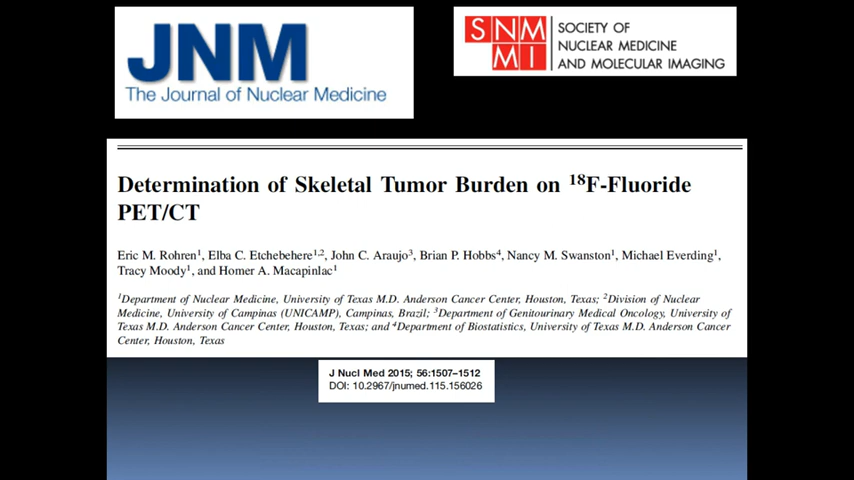 JNM
The Journal of Nuclear Medicine
SNM
MI
SOCIETY OF
NUCLEAR MEDICINE
AND MOLECULAR IMAGING
Determination of Skeletal Tumor Burden on ¹⁸F-Fluoride
PET/CT
Eric M. Rohren¹, Elba C. Etchebehere¹,², John C. Araujo³, Brian P. Hobbs⁴, Nancy M. Swanston¹, Michael Everding¹,
Tracy Moody¹, and Homer A. Macapinlac¹
¹Department of Nuclear Medicine, University of Texas M.D. Anderson Cancer Center, Houston, Texas; ²Division of Nuclear
Medicine, University of Campinas (UNICAMP), Campinas, Brazil; ³Department of Genitourinary Medical Oncology, University of
Texas M.D. Anderson Cancer Center, Houston, Texas; and ⁴Department of Biostatistics, University of Texas M.D. Anderson Cancer
Center, Houston, Texas
J Nucl Med 2015; 56:1507–1512
DOI: 10.2967/jnumed.115.156026